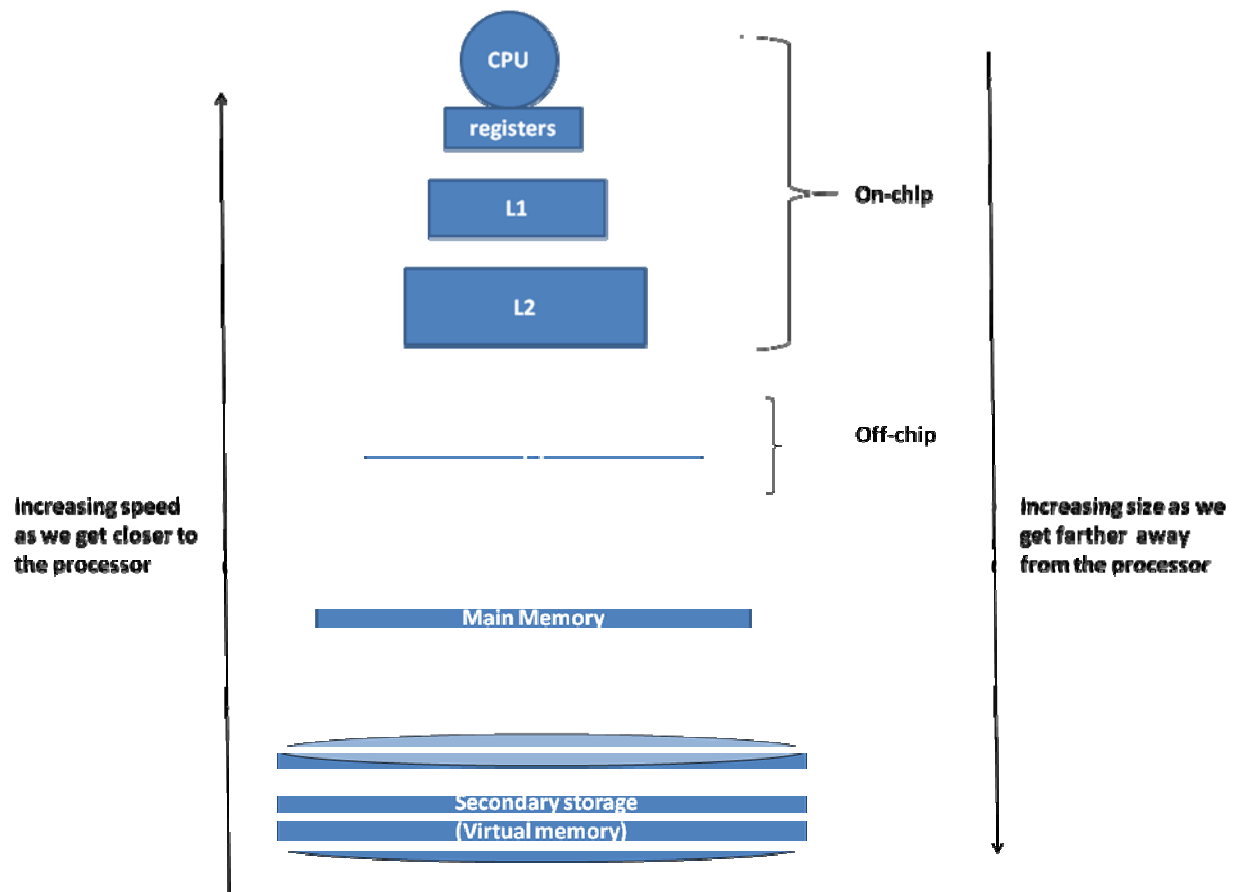 CPU
registers
L1
On-chip
L2
Off-chip
Increasing speed
as we get closer to
the processor
Increasing size as we
get farther away
from the processor
Main Memory
Secondary storage
(Virtual memory)